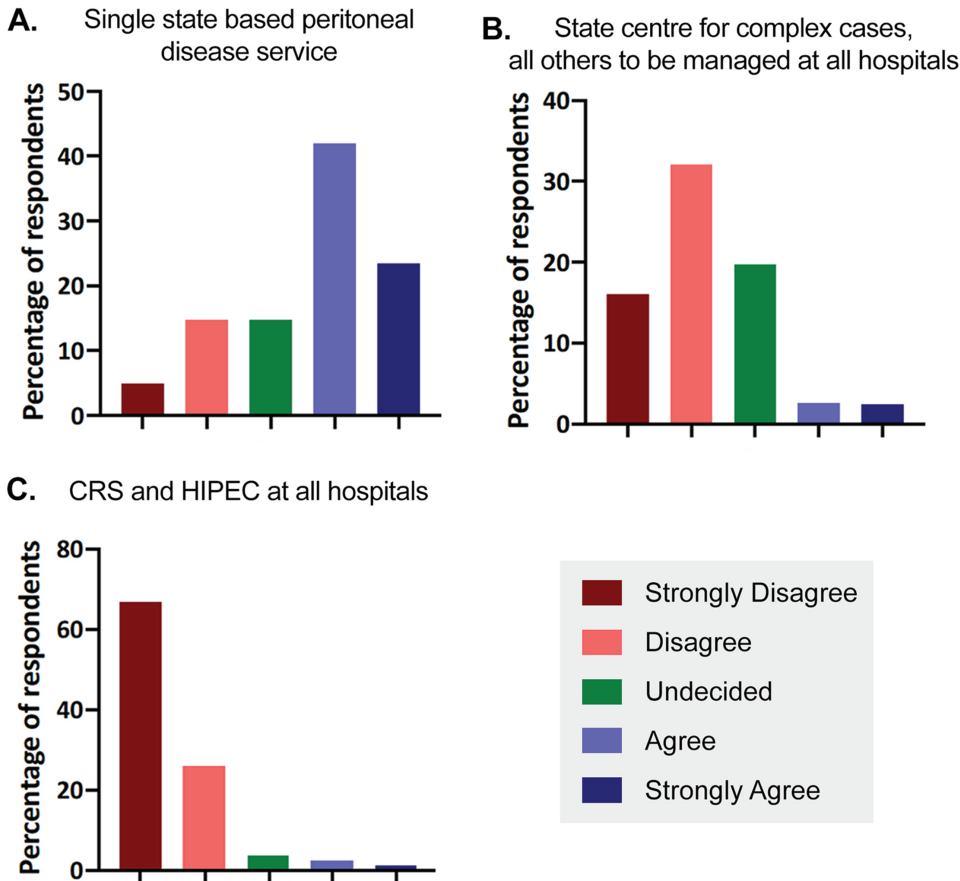 A.
Single state based peritoneal
disease service
Percentage of respondents
50
40
30
20
10
0
B.
State centre for complex cases,
all others to be managed at all hospitals
Percentage of respondents
40
30
20
10
0
C.
CRS and HIPEC at all hospitals
Percentage of respondents
80
60
40
20
0
Strongly Disagree
Disagree
Undecided
Agree
Strongly Agree